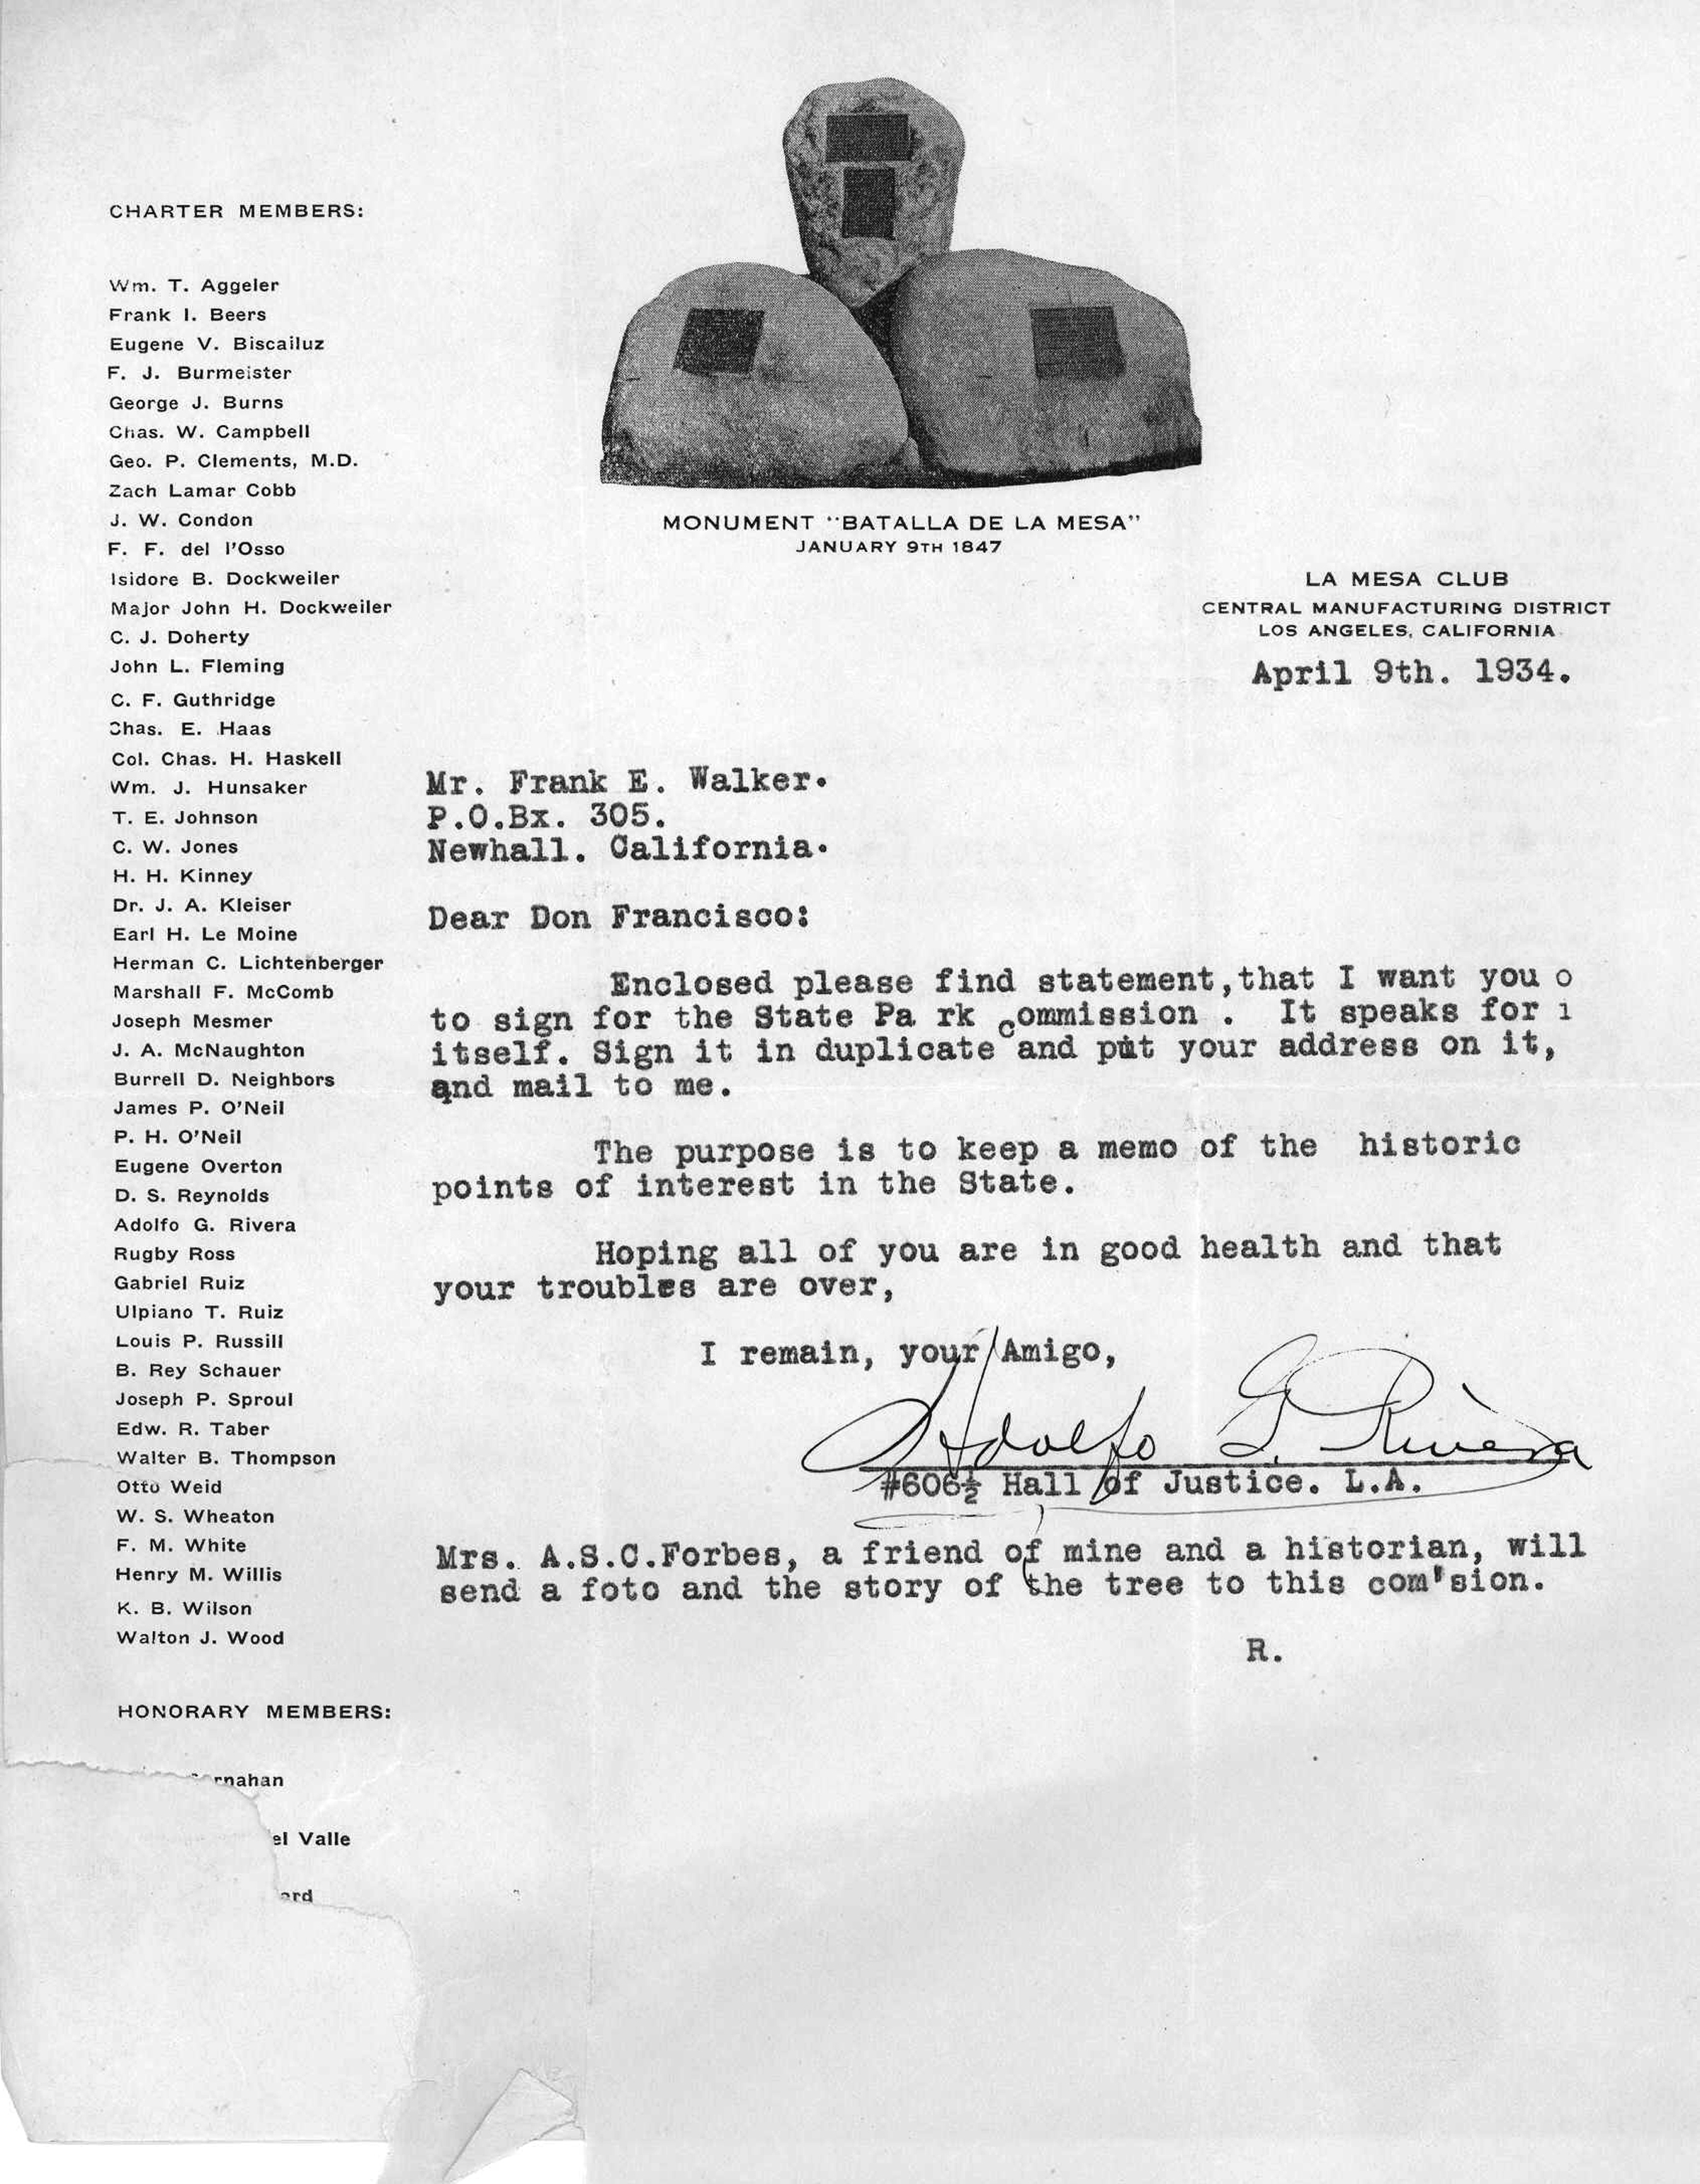 MONUMENT "BATALLA DE LA MESA"
JANUARY 9TH 1847
LA MESA CLUB
CENTRAL MANUFACTURING DISTRICT
LOS ANGELES, CALIFORNIA
April 9th. 1934.
CHARTER MEMBERS:
Wm. T. Aggeler
Frank I. Beers
Eugene V. Biscailuz
F. J. Burmeister
George J. Burns
Chas. W. Campbell
Geo. P. Clements, M.D.
Zach Lamar Cobb
J. W. Condon
F. F. del l'Osso
Isidore B. Dockweiler
Major John H. Dockweiler
C. J. Doherty
John L. Fleming
C. F. Guthridge
Chas. E. Haas
Col. Chas. H. Haskell
Wm. J. Hunsaker
T. E. Johnson
C. W. Jones
H. H. Kinney
Dr. J. A. Kleiser
Earl H. Le Moine
Herman C. Lichtenberger
Marshall F. McComb
Joseph Mesmer
J. A. McNaughton
Burrell D. Neighbors
James P. O'Neil
P. H. O'Neil
Eugene Overton
D. S. Reynolds
Adolfo G. Rivera
Rugby Ross
Gabriel Ruiz
Ulpiano T. Ruiz
Louis P. Russill
B. Rey Schauer
Joseph P. Sproul
Edw. R. Taber
Walter B. Thompson
Otto Weid
W. S. Wheaton
F. M. White
Henry M. Willis
K. B. Wilson
Walton J. Wood
HONORARY MEMBERS:
rnahan
el Valle
ard
Mr. Frank E. Walker.
P.O.Bx. 305.
Newhall. California.
Dear Don Francisco:
Enclosed please find statement,that I want you o
to sign for the State Pa rk commission . It speaks for i
itself. Sign it in duplicate and put your address on it,
and mail to me.
The purpose is to keep a memo of the historic
points of interest in the State.
Hoping all of you are in good health and that
your troubles are over,
I remain, your Amigo,
Adolfo G. Rivera
#606½ Hall of Justice. L.A.
Mrs. A.S.C.Forbes, a friend of mine and a historian, will
send a foto and the story of the tree to this com'sion.
R.